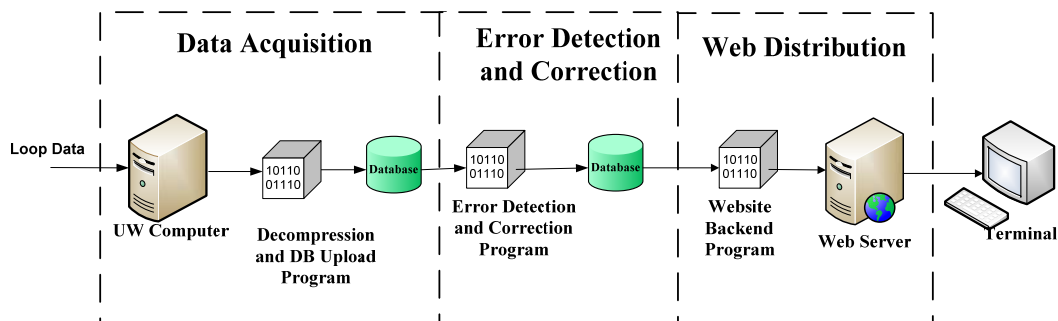 Data Acquisition
Error Detection
and Correction
Web Distribution
Loop Data
UW Computer
10110
01110
Decompression
and DB Upload
Program
Database
10110
01110
Error Detection
and Correction
Program
Database
10110
01110
Website
Backend
Program
Web Server
Terminal